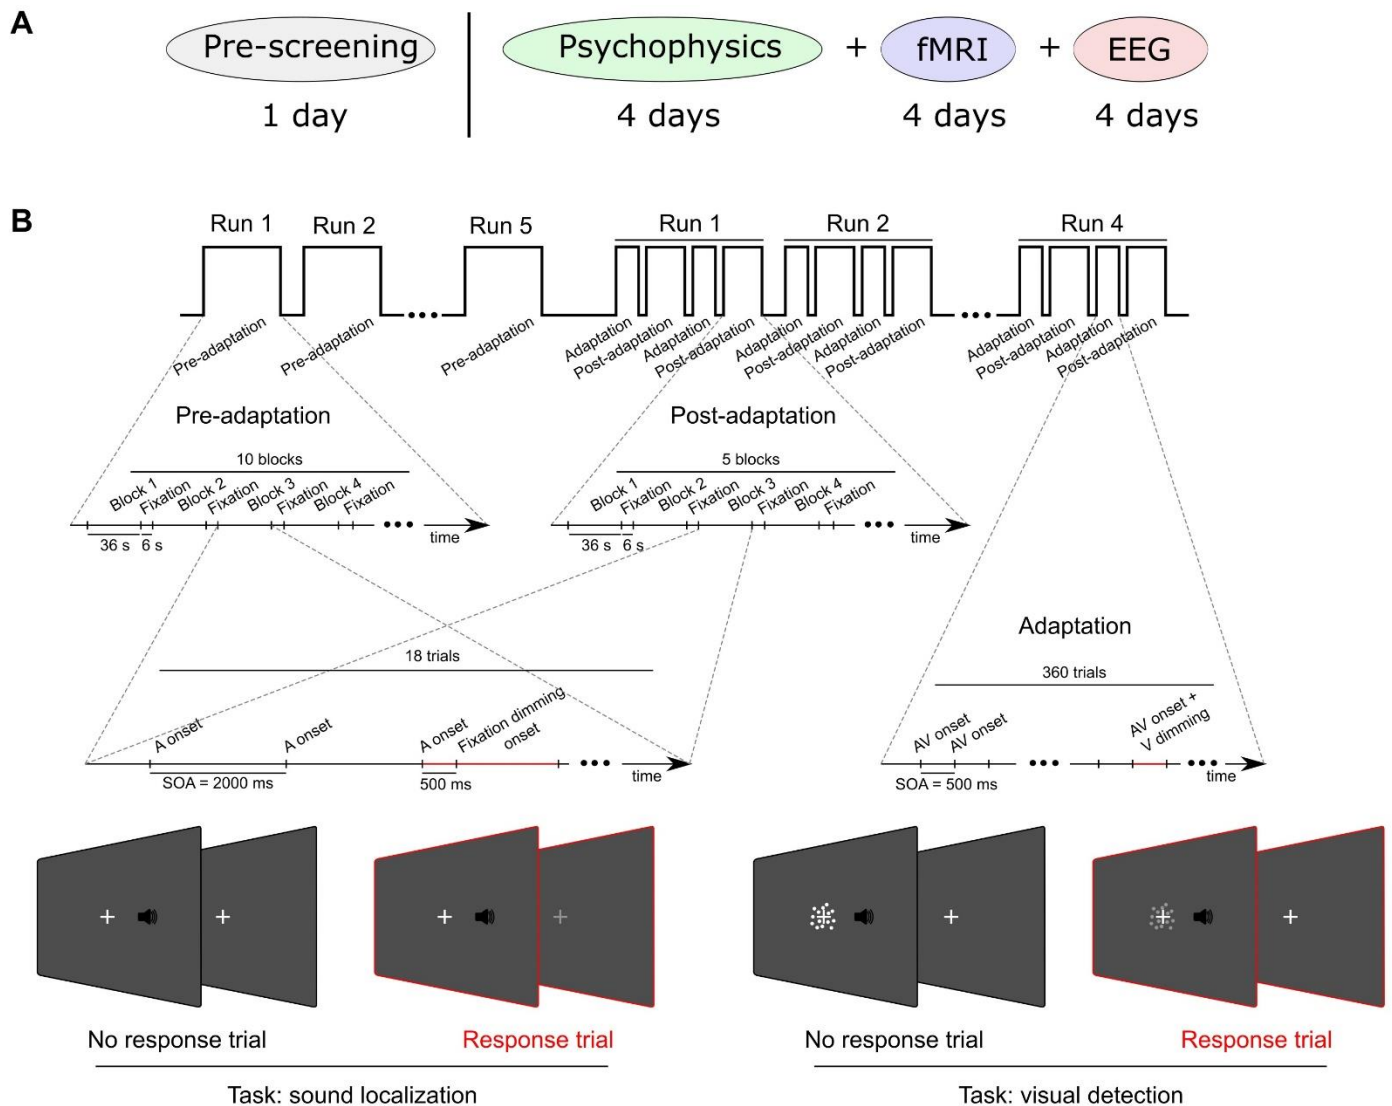 A
Pre-screening
Psychophysics + fMRI + EEG
1 day
4 days
4 days
4 days
B
Run 1
Run 2
Run 5
Run 1
Run 2
Run 4
Pre-adaptation
Pre-adaptation
Pre-adaptation
Adaptation
Post-adaptation
Adaptation
Post-adaptation
Adaptation
Post-adaptation
Adaptation
Post-adaptation
Adaptation
Post-adaptation
Adaptation
Post-adaptation
Pre-adaptation
10 blocks
Block 1
Fixation
Block 2
Fixation
Block 3
Fixation
Block 4
Fixation
36 s
6 s
time
Post-adaptation
5 blocks
Block 1
Fixation
Block 2
Fixation
Block 3
Fixation
Block 4
Fixation
36 s
6 s
time
18 trials
A onset
A onset
A onset
Fixation dimming
onset
SOA = 2000 ms
500 ms
time
Adaptation
360 trials
AV onset
AV onset
AV onset +
V dimming
SOA = 500 ms
time
No response trial
Response trial
Task: sound localization
No response trial
Response trial
Task: visual detection